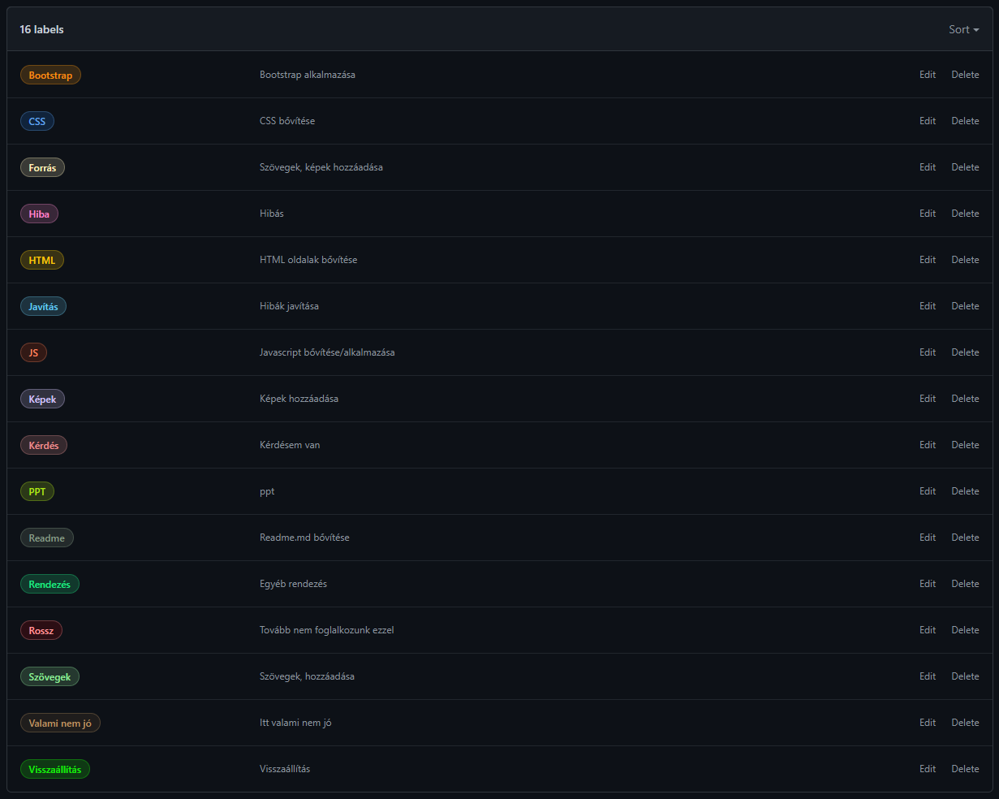 16 labels Sort
Bootstrap Bootstrap alkalmazása Edit Delete
CSS CSS bővítése Edit Delete
Forrás Szövegek, képek hozzáadása Edit Delete
Hiba Hibás Edit Delete
HTML HTML oldalak bővítése Edit Delete
Javítás Hibák javítása Edit Delete
JS Javascript bővítése/alkalmazása Edit Delete
Képek Képek hozzáadása Edit Delete
Kérdés Kérdésem van Edit Delete
PPT ppt Edit Delete
Readme Readme.md bővítése Edit Delete
Rendezés Egyéb rendezés Edit Delete
Rossz Tovább nem foglalkozunk ezzel Edit Delete
Szövegek Szövegek, hozzáadása Edit Delete
Valami nem jó Itt valami nem jó Edit Delete
Visszaállítás Visszaállítás Edit Delete